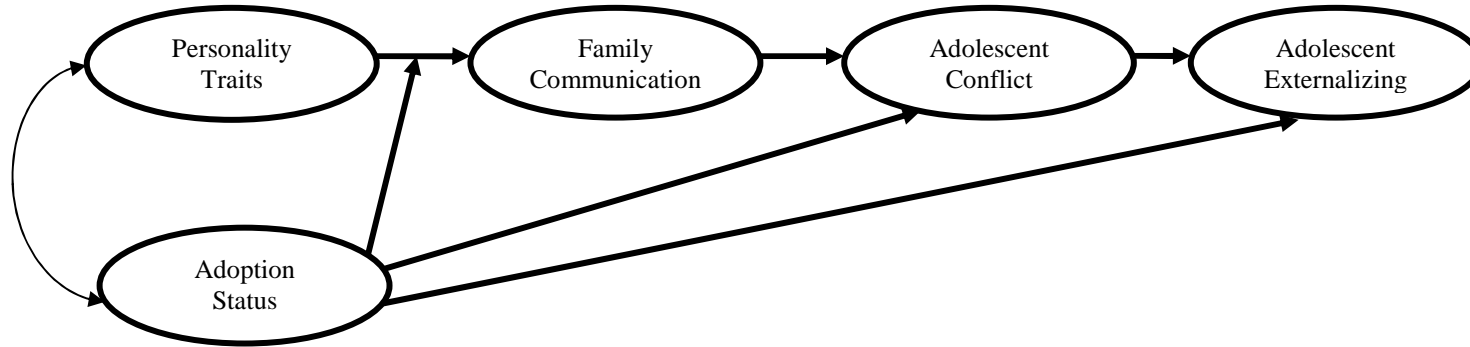 Personality
Traits
Family
Communication
Adolescent
Conflict
Adolescent
Externalizing
Adoption
Status